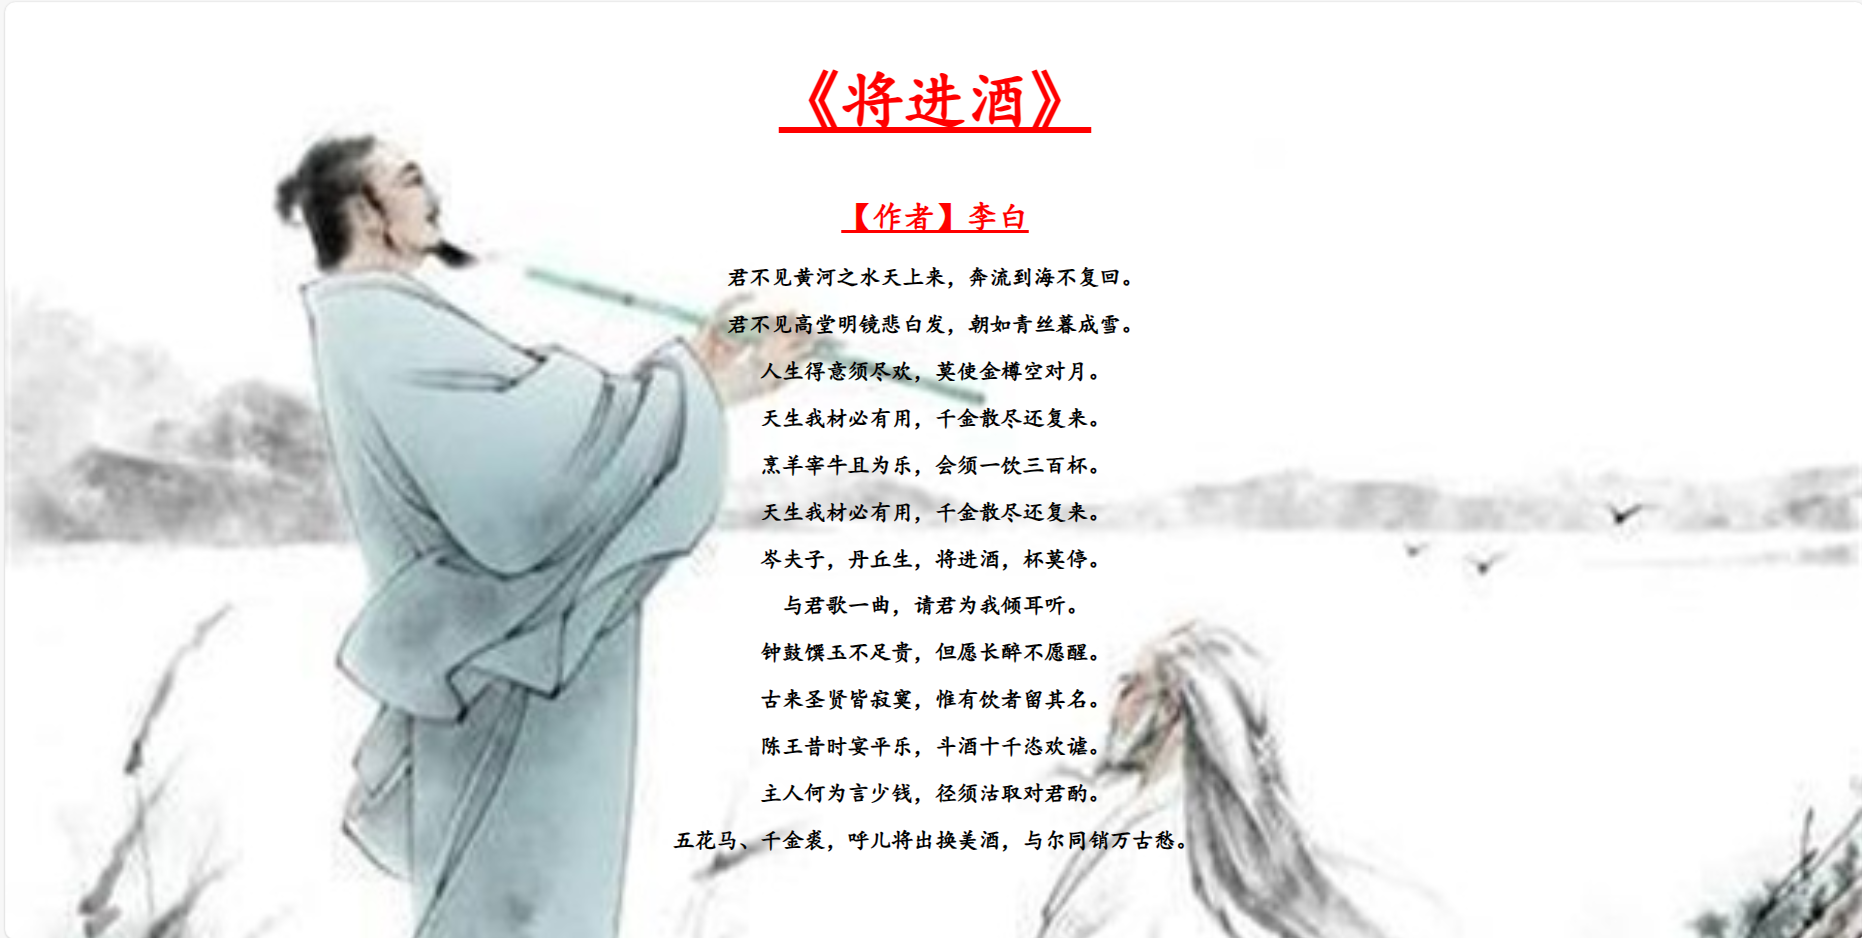 《将进酒》
【作者】李白
君不见黄河之水天上来，奔流到海不复回。
君不见高堂明镜悲白发，朝如青丝暮成雪。
人生得意须尽欢，莫使金樽空对月。
天生我材必有用，千金散尽还复来。
烹羊宰牛且为乐，会须一饮三百杯。
天生我材必有用，千金散尽还复来。
岑夫子，丹丘生，将进酒，杯莫停。
与君歌一曲，请君为我倾耳听。
钟鼓馔玉不足贵，但愿长醉不愿醒。
古来圣贤皆寂寞，惟有饮者留其名。
陈王昔时宴平乐，斗酒十千恣欢谑。
主人何为言少钱，径须沽取对君酌。
五花马、千金裘，呼儿将出换美酒，与尔同销万古愁。